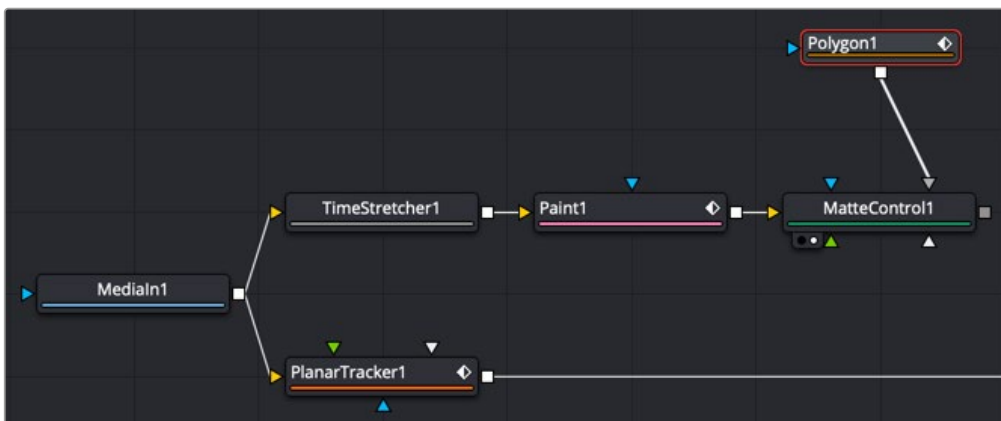 Polygon1
TimeStretcher1
Paint1
MatteControl1
MediaIn1
PlanarTracker1